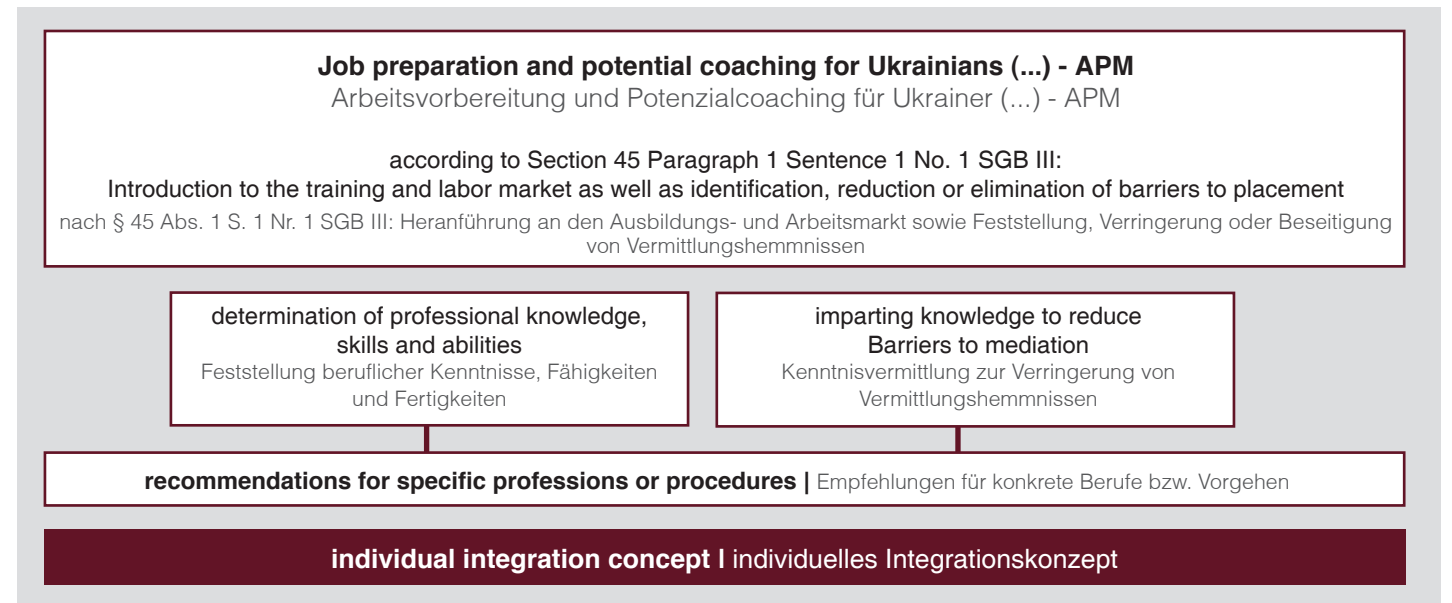 Job preparation and potential coaching for Ukrainians (...) - APM
Arbeitsvorbereitung und Potenzialcoaching für Ukrainer (...) - APM
according to Section 45 Paragraph 1 Sentence 1 No. 1 SGB III:
Introduction to the training and labor market as well as identification, reduction or elimination of barriers to placement
nach § 45 Abs. 1 S. 1 Nr. 1 SGB III: Heranführung an den Ausbildungs- und Arbeitsmarkt sowie Feststellung, Verringerung oder Beseitigung
von Vermittlungshemmnissen
determination of professional knowledge,
skills and abilities
Feststellung beruflicher Kenntnisse, Fähigkeiten
und Fertigkeiten
imparting knowledge to reduce
Barriers to mediation
Kenntnisvermittlung zur Verringerung von
Vermittlungshemmnissen
recommendations for specific professions or procedures | Empfehlungen für konkrete Berufe bzw. Vorgehen
individual integration concept I individuelles Integrationskonzept